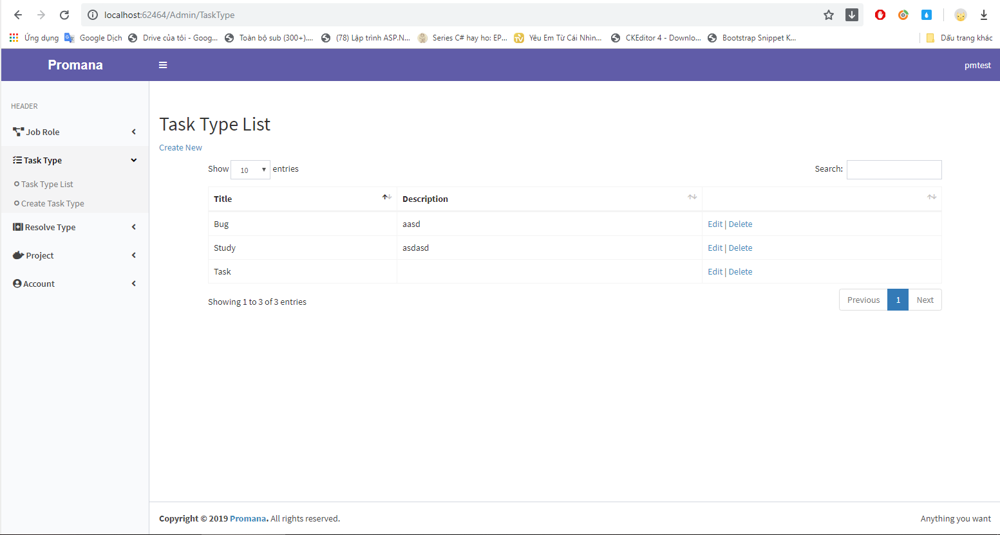 localhost:62464/Admin/TaskType
Ứng dụng Google Dịch Drive của tôi - Goog... Toàn bộ sub (300+).... (78) Lập trình ASP.N... Series C# hay ho: EP... Yêu Em Từ Cái Nhìn... CKEditor 4 - Downlo... Bootstrap Snippet K... Dấu trang khác
Promana pmtest
HEADER
Job Role
Task Type
Task Type List
Create Task Type
Resolve Type
Project
Account
Task Type List
Create New
Show 10 entries Search:
Title Description
Bug aasd Edit | Delete
Study asdasd Edit | Delete
Task Edit | Delete
Showing 1 to 3 of 3 entries Previous 1 Next
Copyright © 2019 Promana. All rights reserved. Anything you want